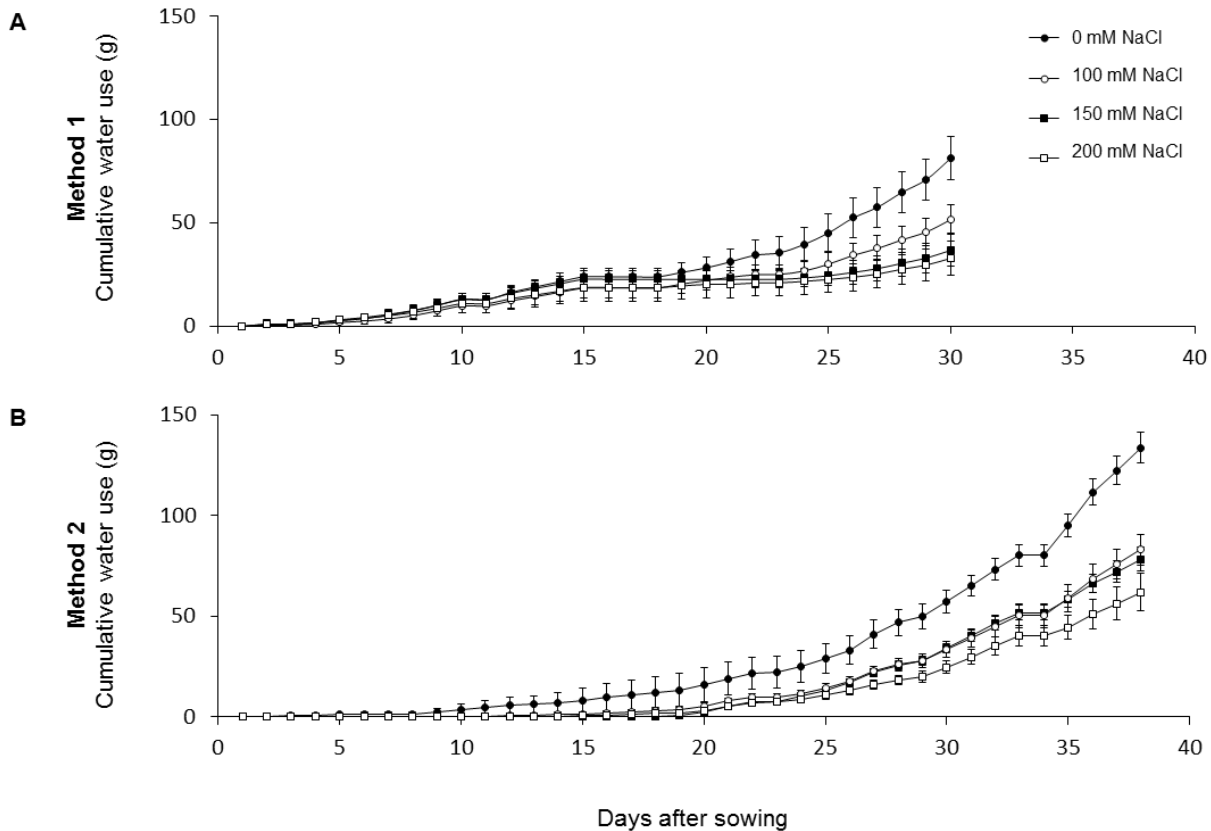 A
Method 1
Cumulative water use (g)
150
100
50
0
0 5 10 15 20 25 30 35 40
0 mM NaCl
100 mM NaCl
150 mM NaCl
200 mM NaCl
B
Method 2
Cumulative water use (g)
150
100
50
0
0 5 10 15 20 25 30 35 40
Days after sowing